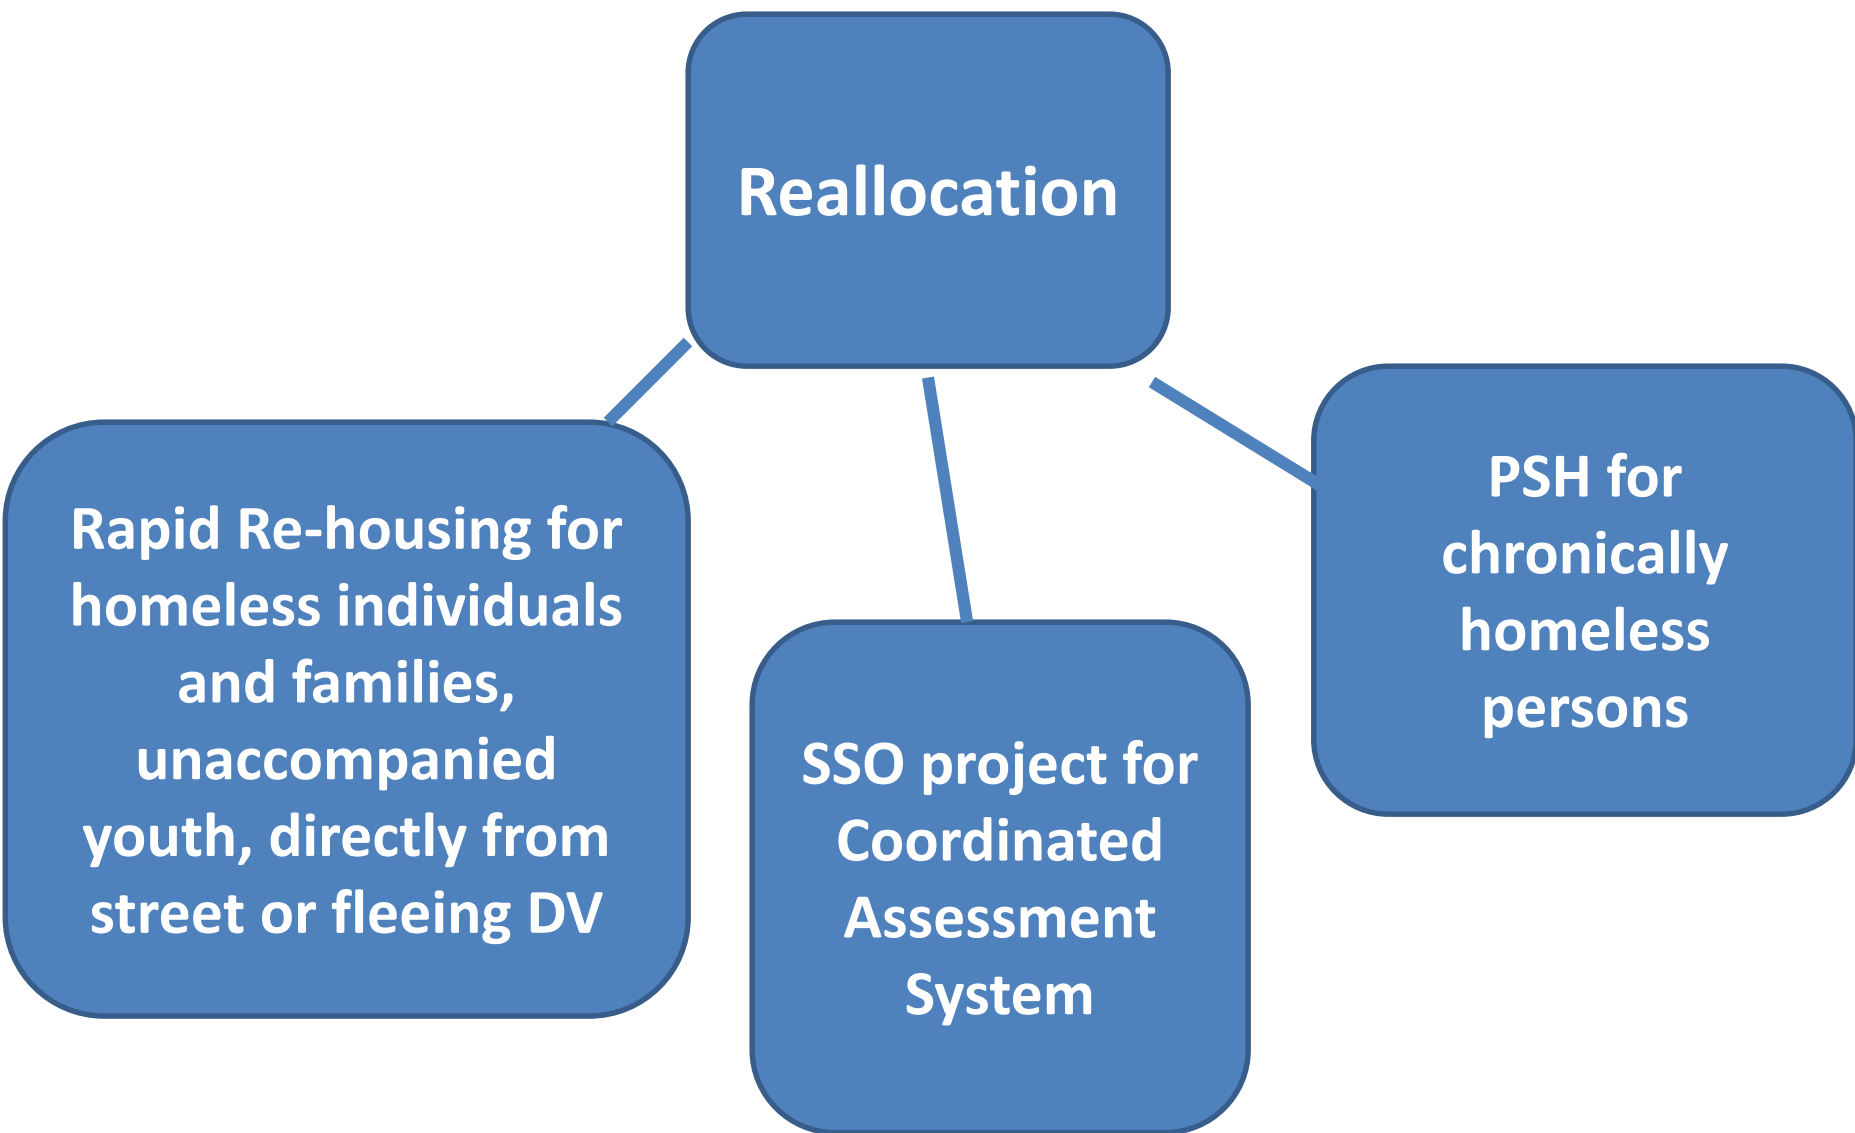 Reallocation
Rapid Re-housing for
homeless individuals
and families,
unaccompanied
youth, directly from
street or fleeing DV
SSO project for
Coordinated
Assessment
System
PSH for
chronically
homeless
persons